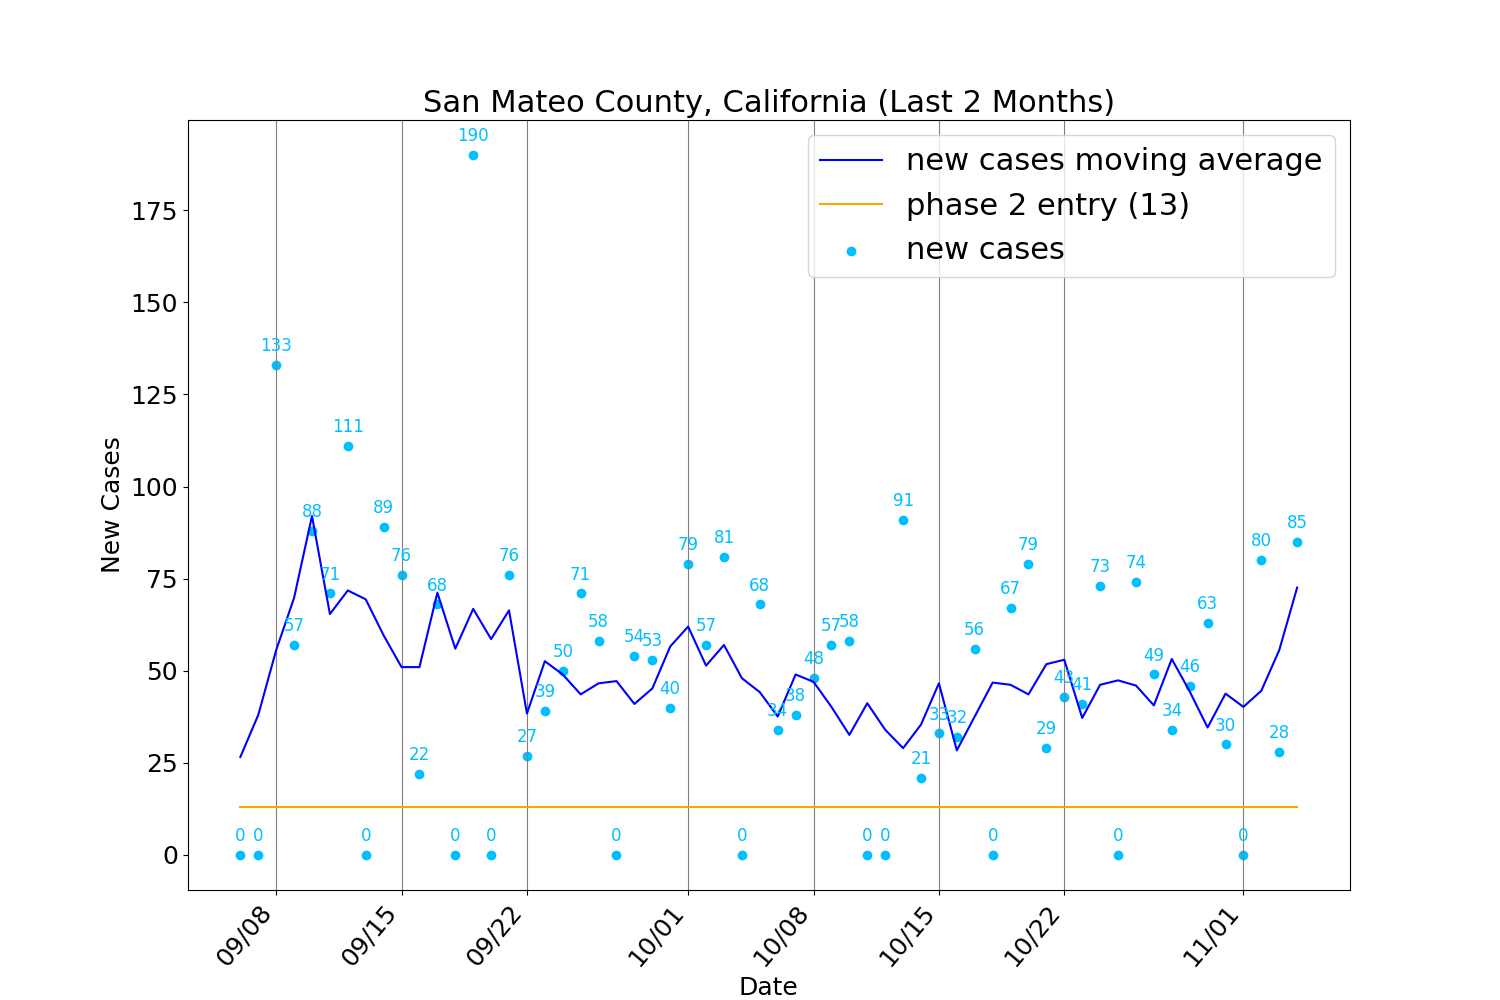 San Mateo County, California (Last 2 Months)
new cases moving average
phase 2 entry (13)
new cases
New Cases
175
150
125
100
75
50
25
0
0 0 133 57 88 71 111 0 89 76 22 68 0 190 0 76 27 39 50 71 58 0 54 53 40 79 57 81 0 68 34 38 48 57 58 0 0 91 21 33 32 56 0 67 79 29 43 41 73 0 74 49 34 46 63 30 0 80 28 85
09/08 09/15 09/22 10/01 10/08 10/15 10/22 11/01
Date